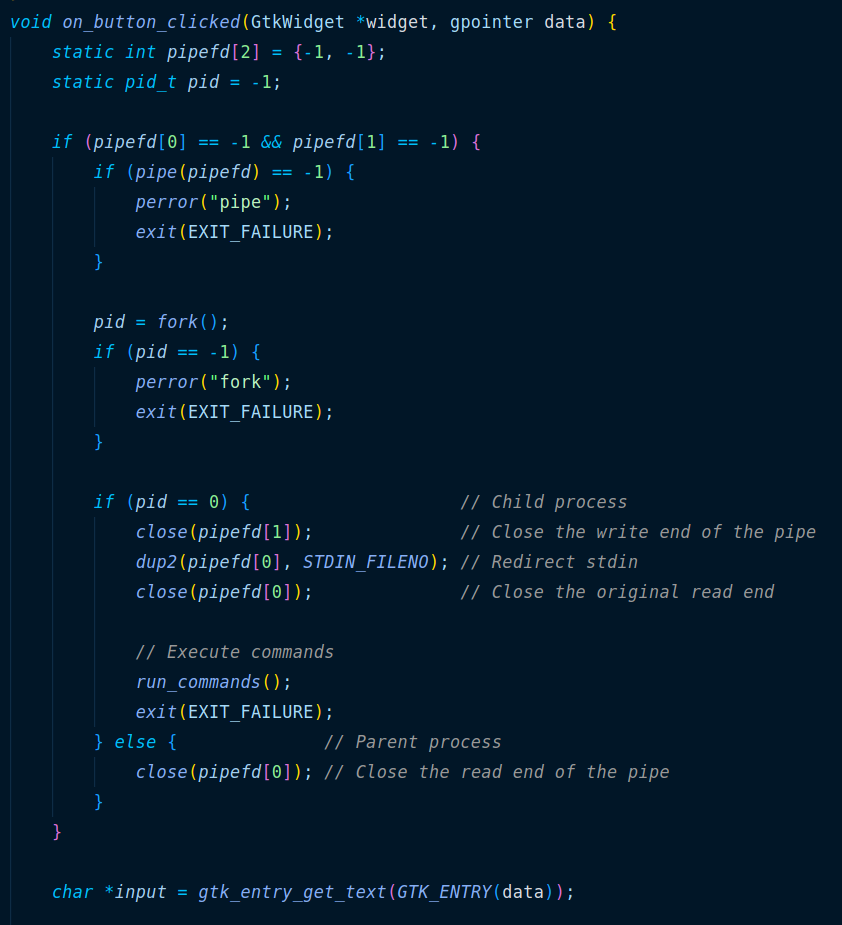 void on_button_clicked(GtkWidget *widget, gpointer data) {
    static int pipefd[2] = {-1, -1};
    static pid_t pid = -1;

    if (pipefd[0] == -1 && pipefd[1] == -1) {
        if (pipe(pipefd) == -1) {
            perror("pipe");
            exit(EXIT_FAILURE);
        }

        pid = fork();
        if (pid == -1) {
            perror("fork");
            exit(EXIT_FAILURE);
        }

        if (pid == 0) {                    // Child process
            close(pipefd[1]);              // Close the write end of the pipe
            dup2(pipefd[0], STDIN_FILENO); // Redirect stdin
            close(pipefd[0]);              // Close the original read end

            // Execute commands
            run_commands();
            exit(EXIT_FAILURE);
        } else {              // Parent process
            close(pipefd[0]); // Close the read end of the pipe
        }
    }

    char *input = gtk_entry_get_text(GTK_ENTRY(data));